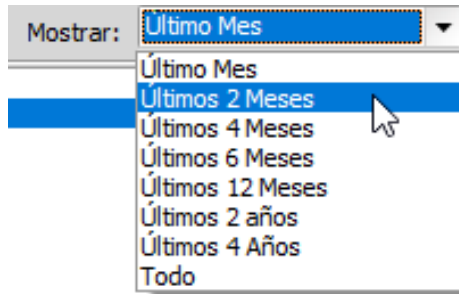 Mostrar: Último Mes
Último Mes
Últimos 2 Meses
Últimos 4 Meses
Últimos 6 Meses
Últimos 12 Meses
Últimos 2 años
Últimos 4 Años
Todo